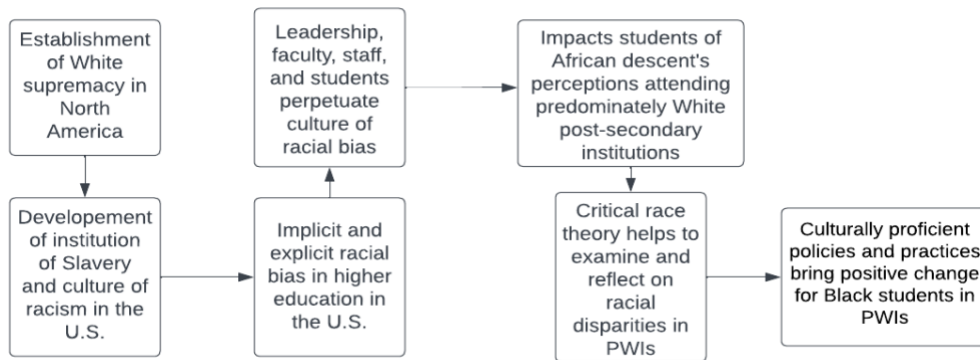 Establishment
of White
supremacy in
North
America
Developement
of institution
of Slavery
and culture of
racism in the
U.S.
Implicit and
explicit racial
bias in higher
education in
the U.S.
Leadership,
faculty, staff,
and students
perpetuate
culture of
racial bias
Impacts students of
African descent's
perceptions attending
predominately White
post-secondary
institutions
Critical race
theory helps to
examine and
reflect on
racial
disparities in
PWIs
Culturally proficient
policies and practices
bring positive change
for Black students in
PWIs